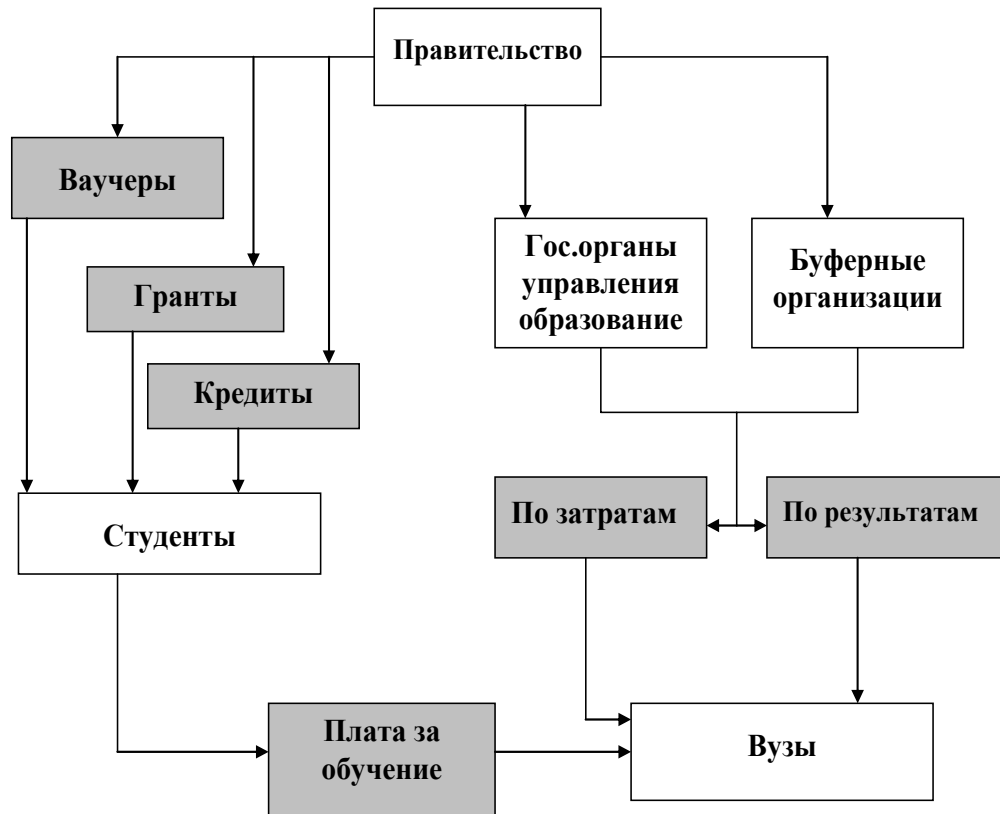 Правительство
Ваучеры
Гос.органы
управления
образование
Буферные
организации
Гранты
Кредиты
По затратам
По результатам
Студенты
Плата за
обучение
Вузы